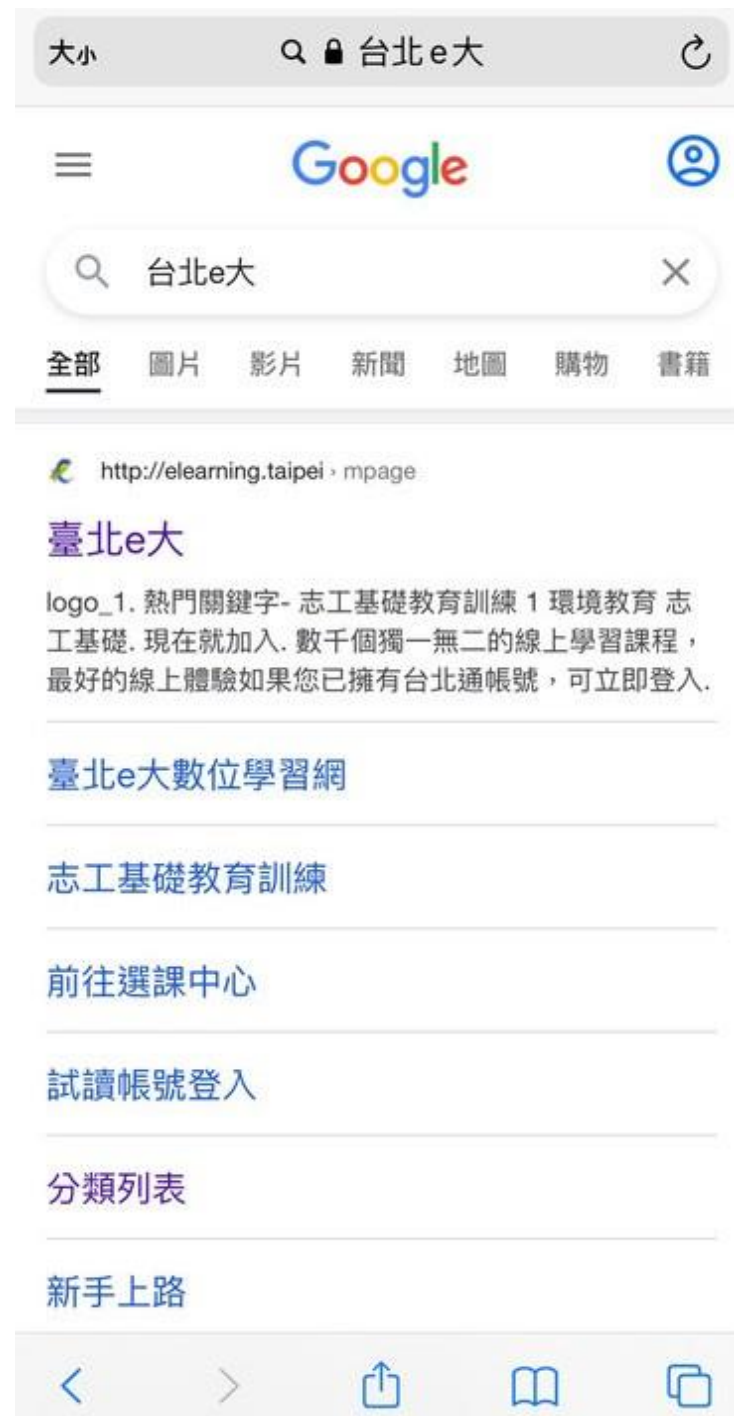 大小 台北e大
Google
台北e大
全部 圖片 影片 新聞 地圖 購物 書籍
http://elearning.taipei › mpage
臺北e大
logo_1. 熱門關鍵字- 志工基礎教育訓練 1 環境教育 志
工基礎. 現在就加入. 數千個獨一無二的線上學習課程，
最好的線上體驗如果您已擁有台北通帳號，可立即登入.
臺北e大數位學習網
志工基礎教育訓練
前往選課中心
試讀帳號登入
分類列表
新手上路